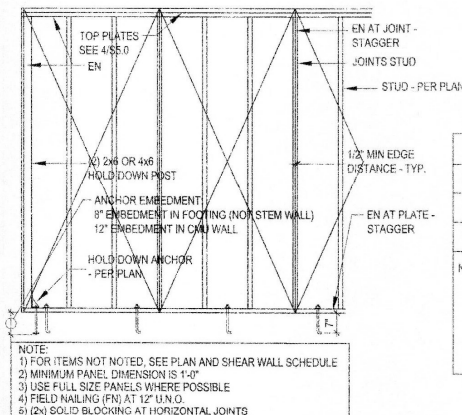 TOP PLATES
SEE 4/S5.0
EN
EN AT JOINT -
STAGGER
JOINTS STUD
STUD - PER PLAN
(2) 2x6 OR 4x6
HOLD DOWN POST
1/2" MIN EDGE
DISTANCE - TYP.
ANCHOR EMBEDMENT:
8" EMBEDMENT IN FOOTING (NOT STEM WALL)
12" EMBEDMENT IN CMU WALL
EN AT PLATE -
STAGGER
HOLD DOWN ANCHOR
- PER PLAN
7"
NOTE:
1) FOR ITEMS NOT NOTED, SEE PLAN AND SHEAR WALL SCHEDULE
2) MINIMUM PANEL DIMENSION IS 1'-0"
3) USE FULL SIZE PANELS WHERE POSSIBLE
4) FIELD NAILING (FN) AT 12" U.N.O.
5) (2x) SOLID BLOCKING AT HORIZONTAL JOINTS